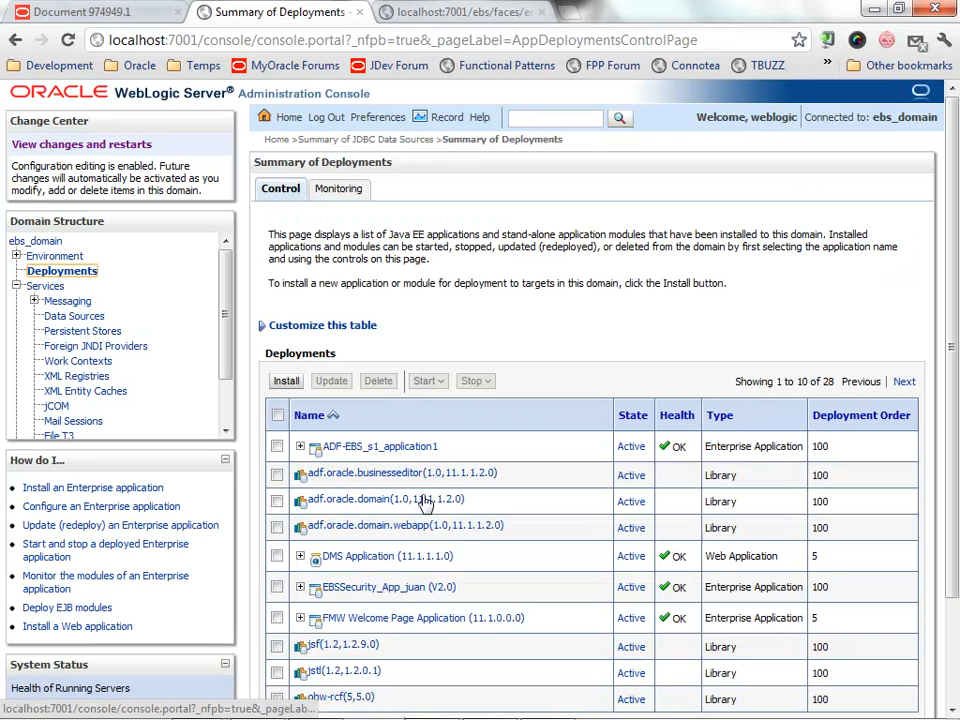 Document 974949.1
Summary of Deployments -
localhost:7001/ebs/faces/er
localhost:7001/console/console.portal?_nfpb=true&_pageLabel=AppDeploymentsControlPage
Development
Oracle
Temps
MyOracle Forums
JDev Forum
Functional Patterns
FPP Forum
Connotea
TBUZZ
»
Other bookmarks
ORACLE WebLogic Server® Administration Console
Change Center
View changes and restarts
Configuration editing is enabled. Future
changes will automatically be activated as you
modify, add or delete items in this domain.
Domain Structure
ebs_domain
Environment
Deployments
Services
Messaging
Data Sources
Persistent Stores
Foreign JNDI Providers
Work Contexts
XML Registries
XML Entity Caches
jCOM
Mail Sessions
File T3
How do I...
Install an Enterprise application
Configure an Enterprise application
Update (redeploy) an Enterprise application
Start and stop a deployed Enterprise
application
Monitor the modules of an Enterprise
application
Deploy EJB modules
Install a Web application
System Status
Health of Running Servers
localhost:7001/console/console.portal?_nfpb=true&_pageLab...
Home Log Out Preferences Record Help
Welcome, weblogic
Connected to: ebs_domain
Home >Summary of JDBC Data Sources >Summary of Deployments
Summary of Deployments
Control Monitoring
This page displays a list of Java EE applications and stand-alone application modules that have been installed to this domain. Installed
applications and modules can be started, stopped, updated (redeployed), or deleted from the domain by first selecting the application name
and using the controls on this page.
To install a new application or module for deployment to targets in this domain, click the Install button.
Customize this table
Deployments
Install Update Delete Start Stop
Showing 1 to 10 of 28 Previous | Next
Name State Health Type Deployment Order
ADF-EBS_s1_application1 Active OK Enterprise Application 100
adf.oracle.businesseditor(1.0,11.1.1.2.0) Active Library 100
adf.oracle.domain(1.0,11.1.1.2.0) Active Library 100
adf.oracle.domain.webapp(1.0,11.1.1.2.0) Active Library 100
DMS Application (11.1.1.1.0) Active OK Web Application 5
EBSSecurity_App_juan (V2.0) Active OK Enterprise Application 100
FMW Welcome Page Application (11.1.0.0.0) Active OK Enterprise Application 5
jsf(1.2,1.2.9.0) Active Library 100
jstl(1.2,1.2.0.1) Active Library 100
ohw-rcf(5,5.0) Active Library 100